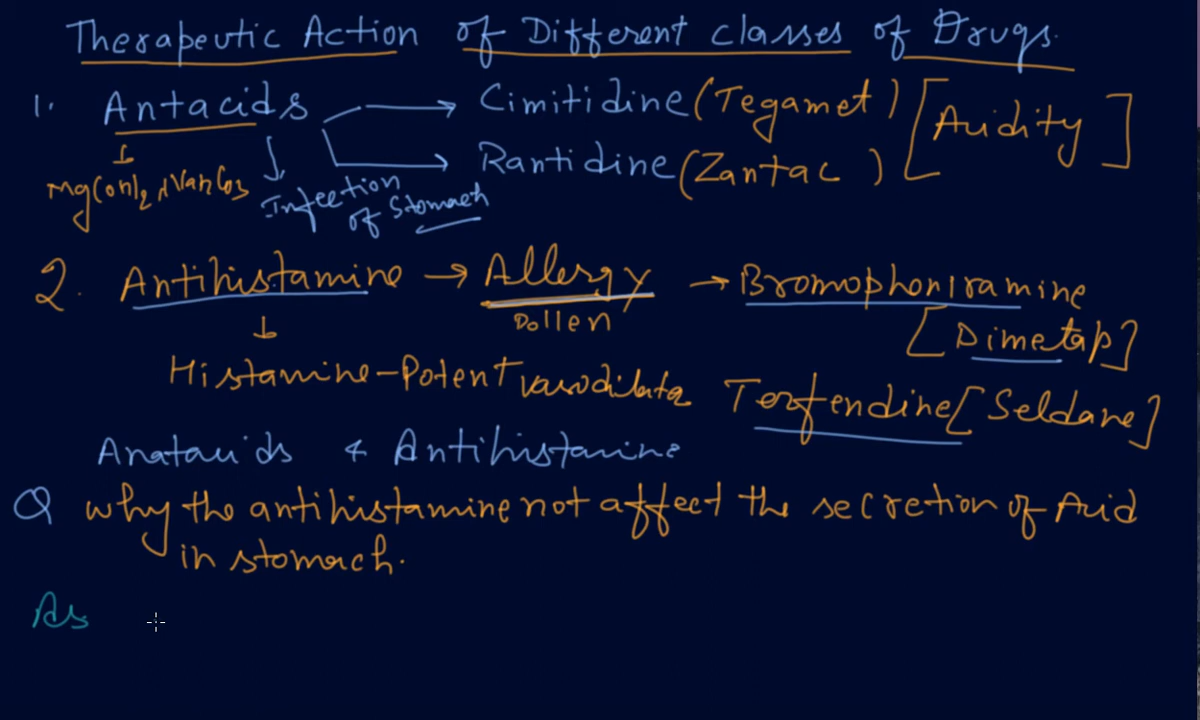 Therapeutic Action of Different classes of Drugs.
1. Antacids → Cimitidine (Tegamet) [Acidity]
→ Rantidine (Zantac)
Mg(OH)2, NaHCO3
Infection of Stomach
2. Antihistamine → Allergy → Bromophoniramine
Pollen [Dimetap]
Histamine-Potent vasodilata Terfendine [Seldane]
Anatacids & Antihistamine
Q why the antihistamine not affect the secretion of Acid
in stomach.
As